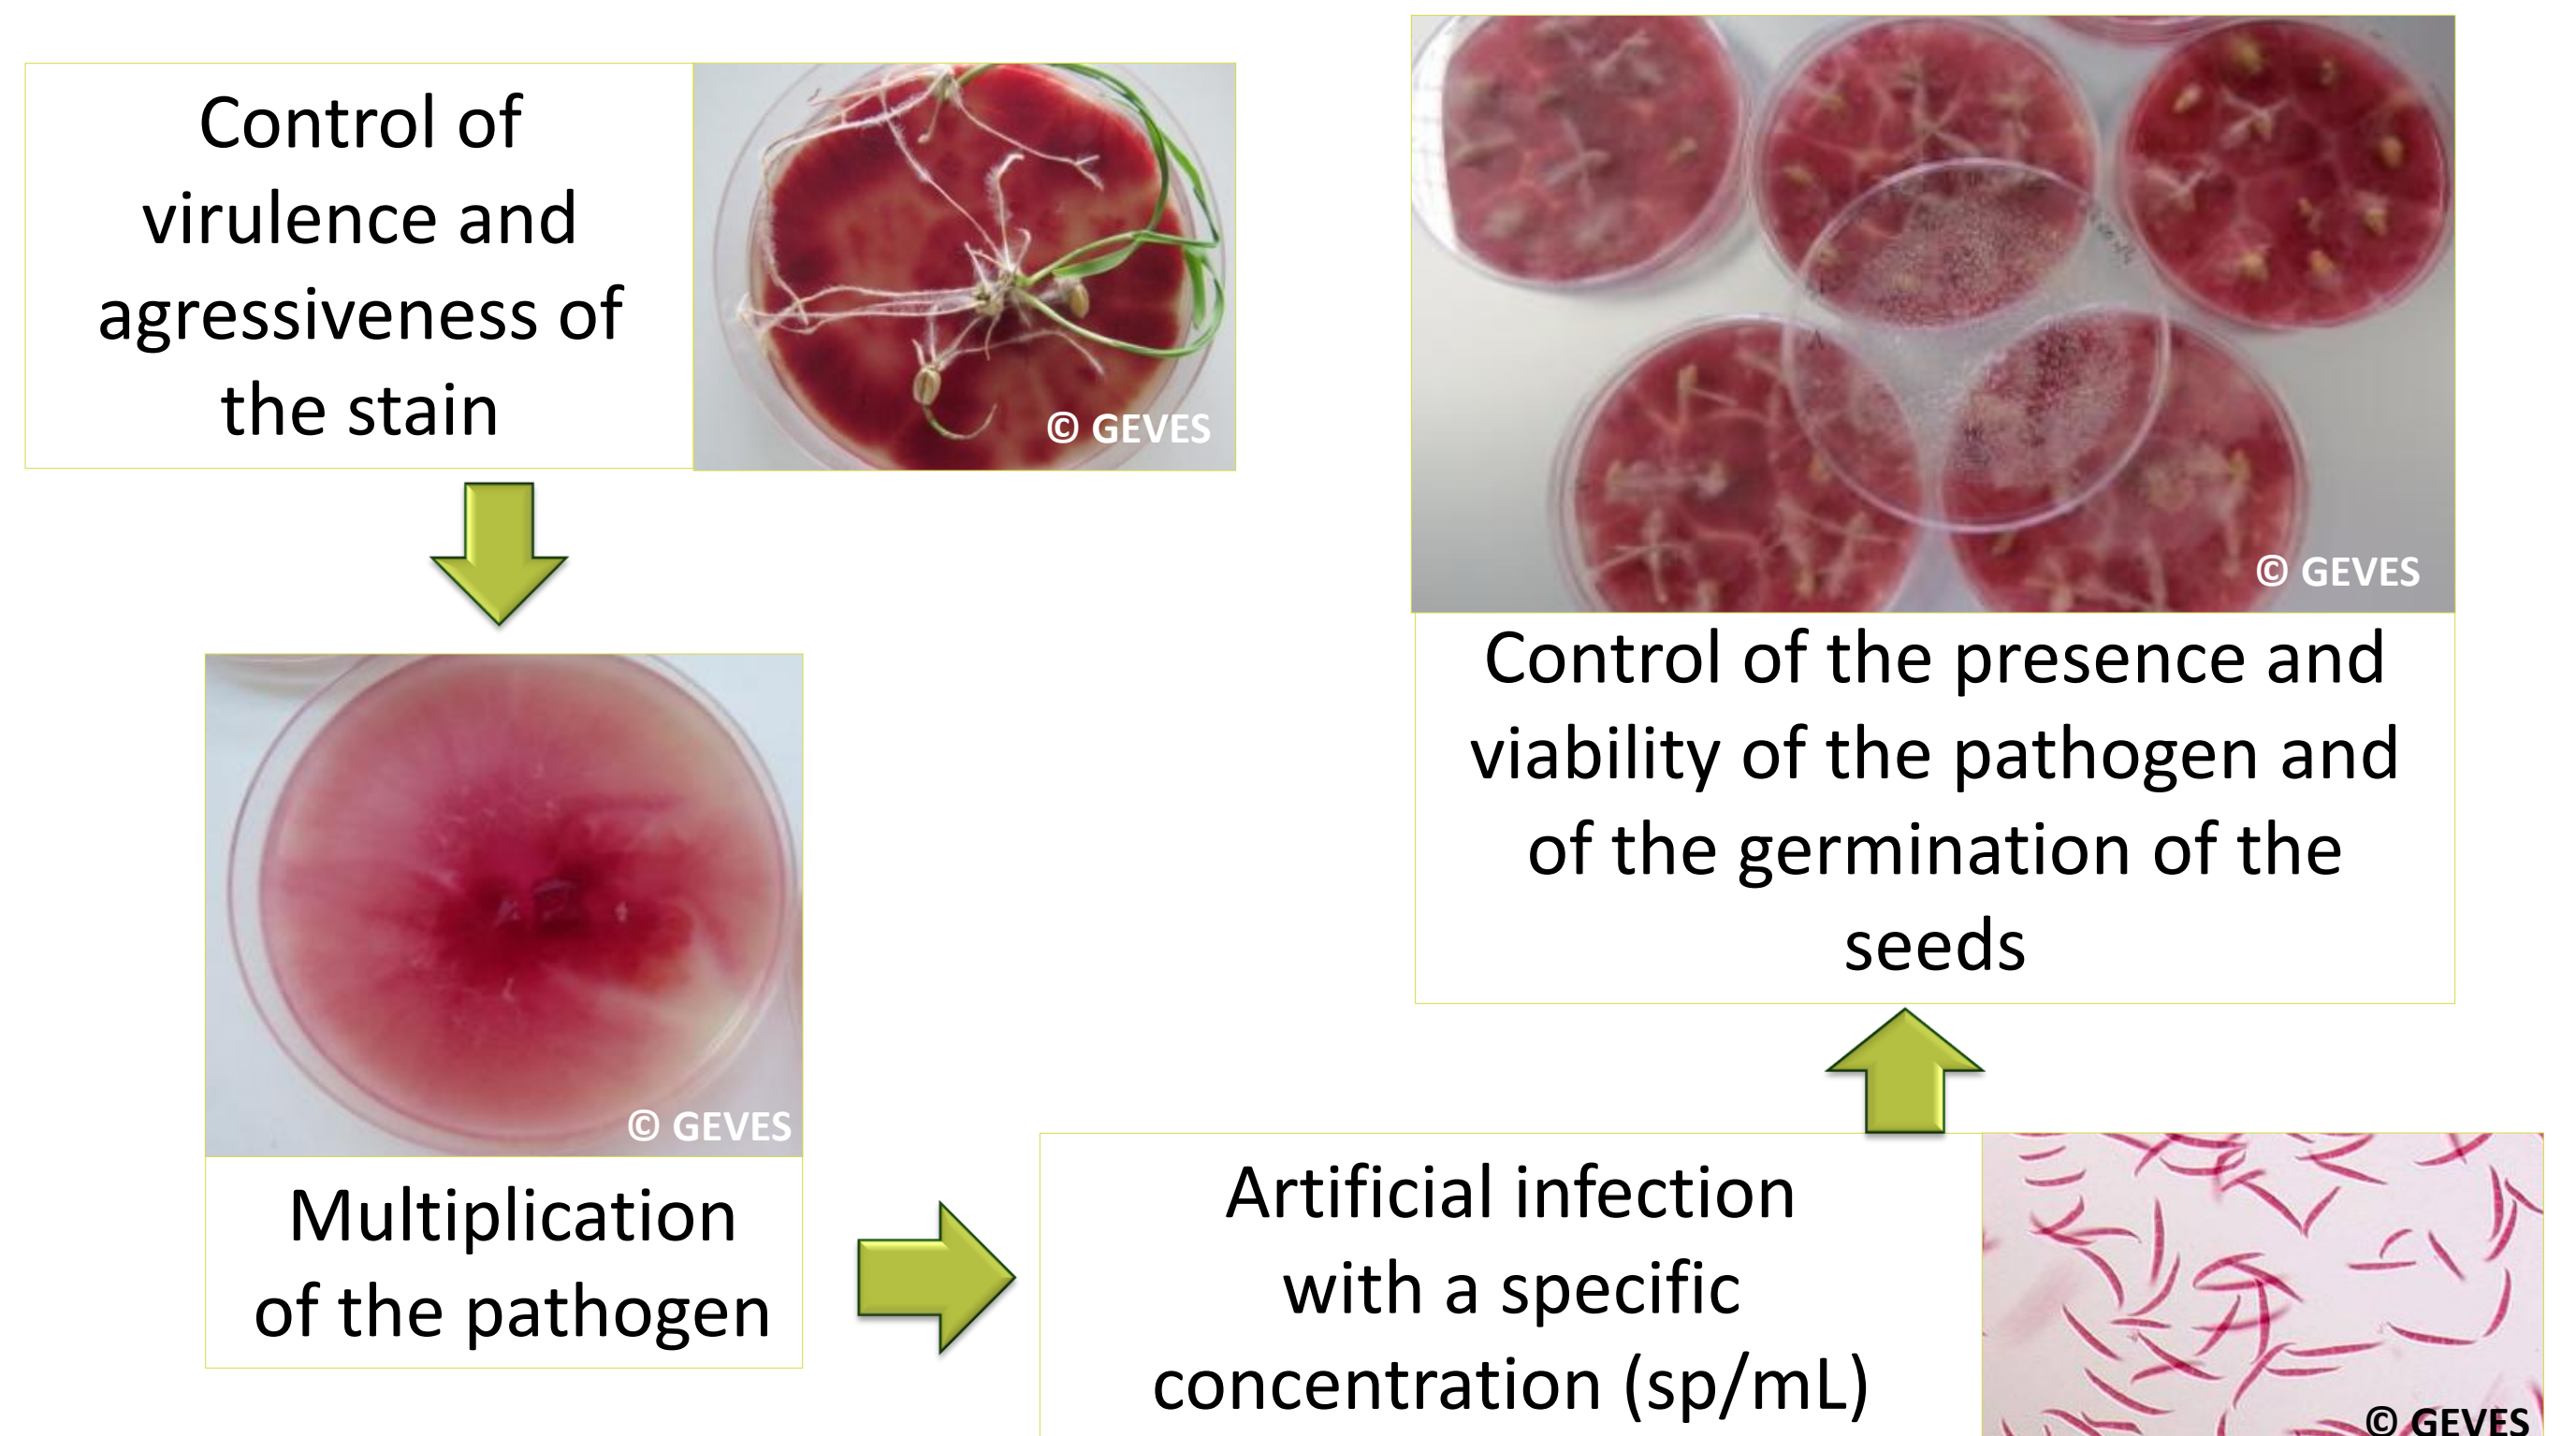 Control of
virulence and
agressiveness of
the stain
© GEVES
© GEVES
Multiplication
of the pathogen
Artificial infection
with a specific
concentration (sp/mL)
© GEVES
© GEVES
Control of the presence and
viability of the pathogen and
of the germination of the
seeds